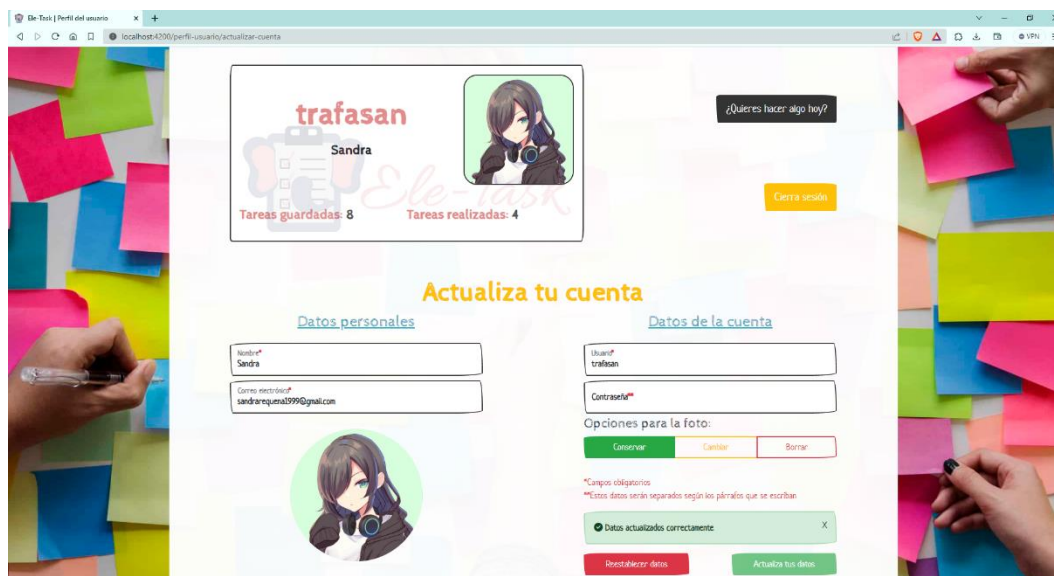 Ele-Task | Perfil del usuario
localhost:4200/perfil-usuario/actualizar-cuenta
VPN
trafasan
Sandra
Ele-Task
Tareas guardadas: 8
Tareas realizadas: 4
¿Quieres hacer algo hoy?
Cierra sesión
Actualiza tu cuenta
Datos personales
Nombre*
Sandra
Correo electrónico*
sandrarequena1999@gmail.com
Datos de la cuenta
Usuario*
trafasan
Contraseña**
Opciones para la foto:
Conservar
Cambiar
Borrar
*Campos obligatorios
**Estos datos serán separados según los párrafos que se escriban
Datos actualizados correctamente
X
Reestablecer datos
Actualiza tus datos